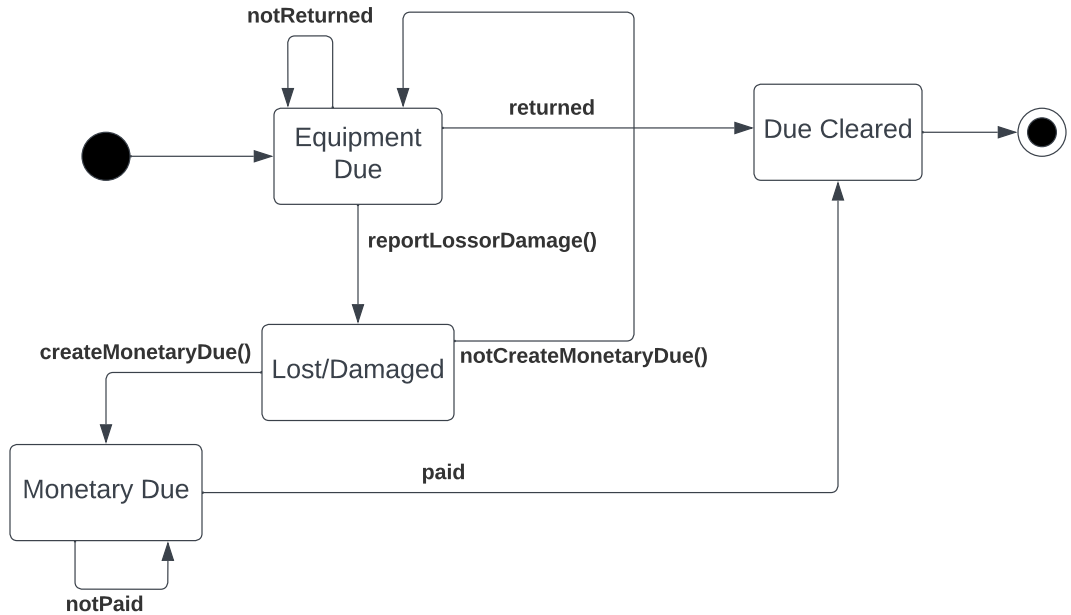 notReturned
returned
Equipment
Due
Due Cleared
reportLossorDamage()
createMonetaryDue()
notCreateMonetaryDue()
Lost/Damaged
paid
Monetary Due
notPaid